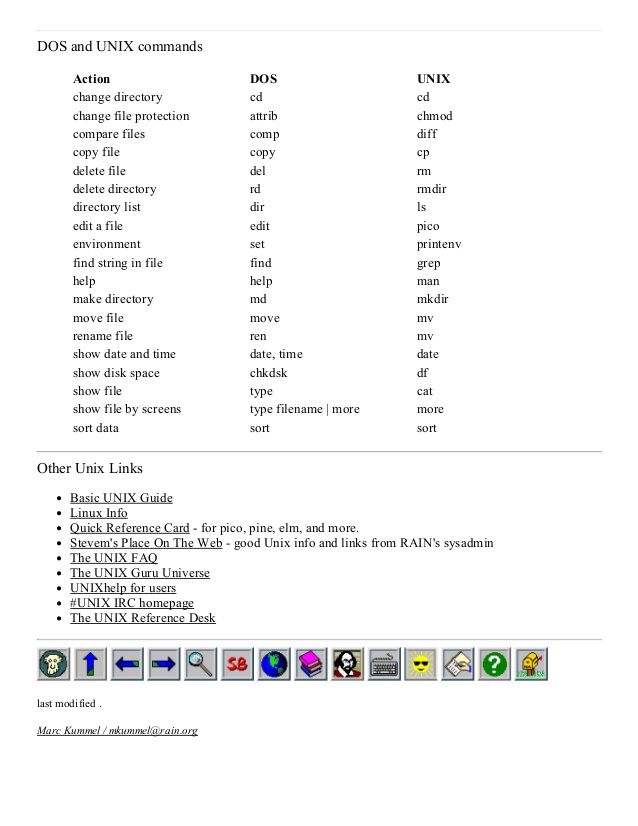 DOS and UNIX commands
Action DOS UNIX
change directory cd cd
change file protection attrib chmod
compare files comp diff
copy file copy cp
delete file del rm
delete directory rd rmdir
directory list dir ls
edit a file edit pico
environment set printenv
find string in file find grep
help help man
make directory md mkdir
move file move mv
rename file ren mv
show date and time date, time date
show disk space chkdsk df
show file type cat
show file by screens type filename | more more
sort data sort sort
Other Unix Links
• Basic UNIX Guide
• Linux Info
• Quick Reference Card - for pico, pine, elm, and more.
• Stevem's Place On The Web - good Unix info and links from RAIN's sysadmin
• The UNIX FAQ
• The UNIX Guru Universe
• UNIXhelp for users
• #UNIX IRC homepage
• The UNIX Reference Desk
SB ?
last modified .
Marc Kummel / mkummel@rain.org